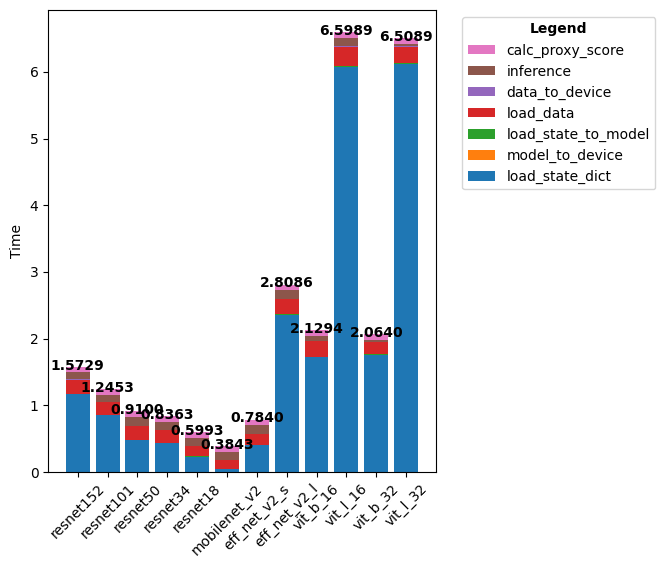 6.5989
6.5089
2.8086
2.1294
2.0640
1.5729
1.2453
0.9100
0.8363
0.5993
0.3843
0.7840
Time
6
5
4
3
2
1
0
resnet152
resnet101
resnet50
resnet34
resnet18
mobilenet_v2
eff_net_v2_s
eff_net_v2_l
vit_b_16
vit_l_16
vit_b_32
vit_l_32
Legend
calc_proxy_score
inference
data_to_device
load_data
load_state_to_model
model_to_device
load_state_dict